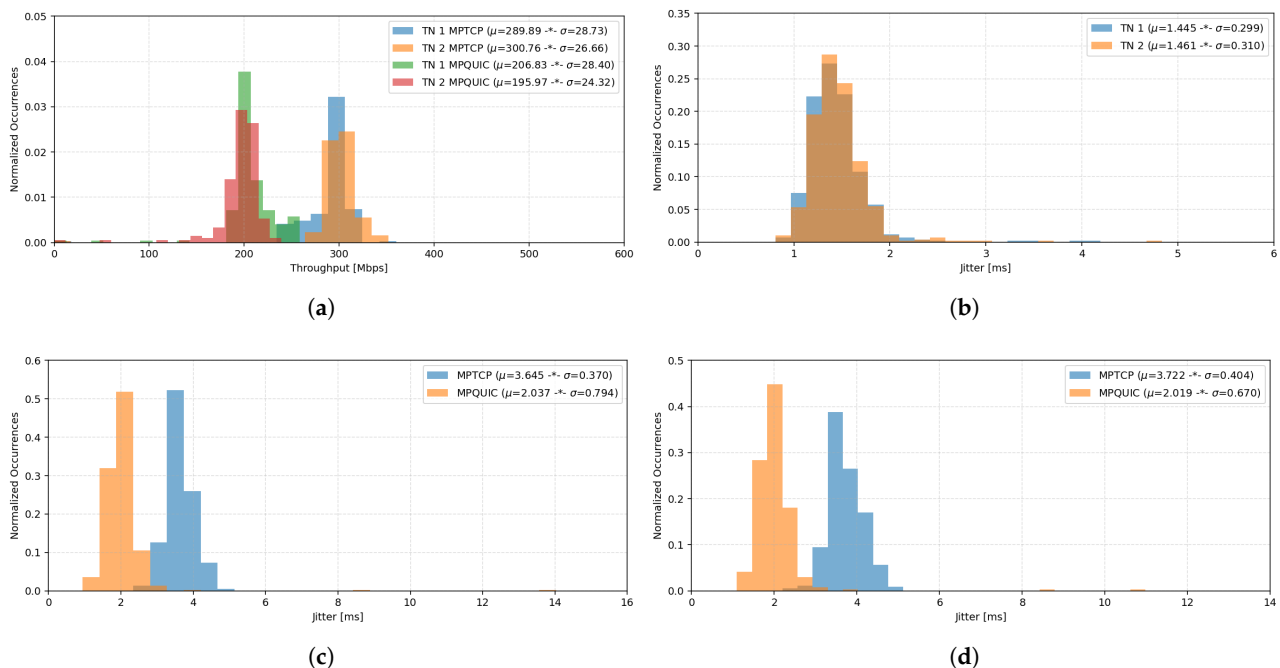 0.05
0.04
0.03
0.02
0.01
0.00
Normalized Occurrences
0
100
200
300
400
500
600
Throughput [Mbps]
TN 1 MPTCP (μ=289.89 -*- σ=28.73)
TN 2 MPTCP (μ=300.76 -*- σ=26.66)
TN 1 MPQUIC (μ=206.83 -*- σ=28.40)
TN 2 MPQUIC (μ=195.97 -*- σ=24.32)
(a)
0.35
0.30
0.25
0.20
0.15
0.10
0.05
0.00
Normalized Occurrences
1
2
3
4
5
6
Jitter [ms]
TN 1 (μ=1.445 -*- σ=0.299)
TN 2 (μ=1.461 -*- σ=0.310)
(b)
0.6
0.5
0.4
0.3
0.2
0.1
0.0
Normalized Occurrences
0
2
4
6
8
10
12
14
16
Jitter [ms]
MPTCP (μ=3.645 -*- σ=0.370)
MPQUIC (μ=2.037 -*- σ=0.794)
(c)
0.5
0.4
0.3
0.2
0.1
0.0
Normalized Occurrences
0
2
4
6
8
10
12
14
Jitter [ms]
MPTCP (μ=3.722 -*- σ=0.404)
MPQUIC (μ=2.019 -*- σ=0.670)
(d)